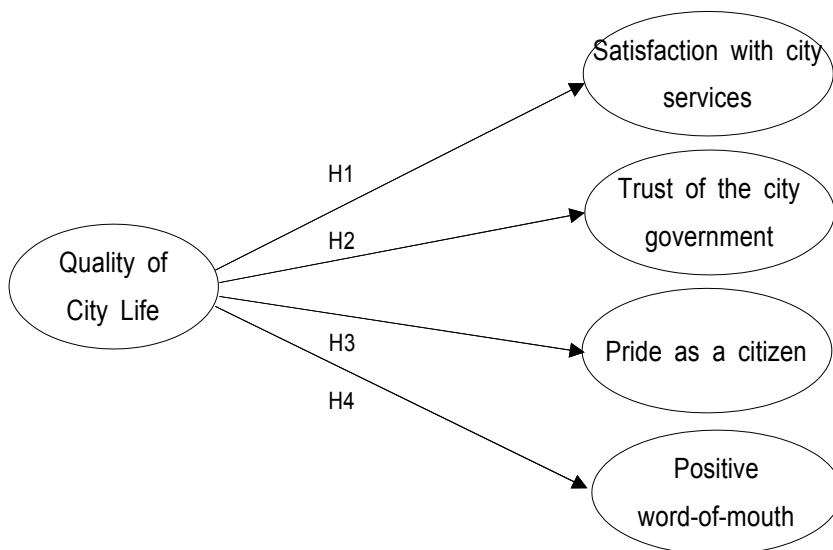 Satisfaction with city
services
H1
Trust of the city
government
H2
Quality of
City Life
H3
Pride as a citizen
H4
Positive
word-of-mouth